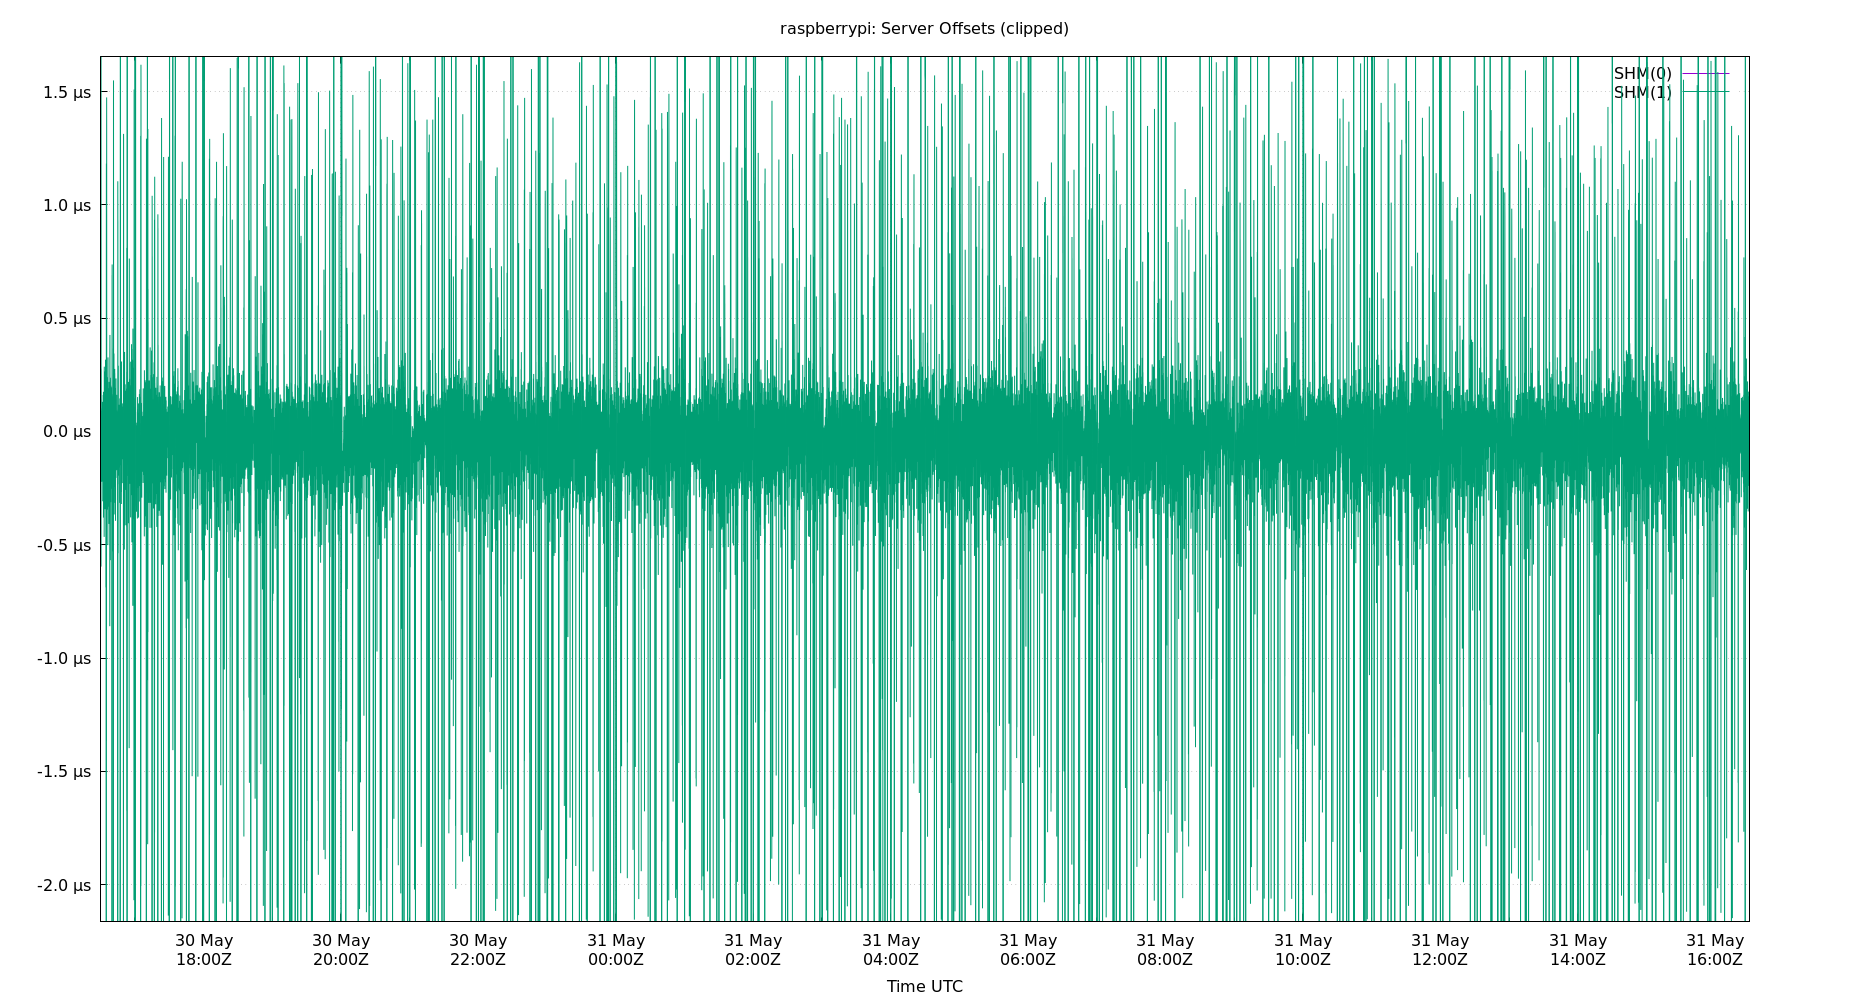 raspberrypi: Server Offsets (clipped)
SHM(0)
SHM(1)
1.5 µs
1.0 µs
0.5 µs
0.0 µs
-0.5 µs
-1.0 µs
-1.5 µs
-2.0 µs
30 May 30 May 30 May 31 May 31 May 31 May 31 May 31 May 31 May 31 May 31 May 31 May
18:00Z 20:00Z 22:00Z 00:00Z 02:00Z 04:00Z 06:00Z 08:00Z 10:00Z 12:00Z 14:00Z 16:00Z
Time UTC